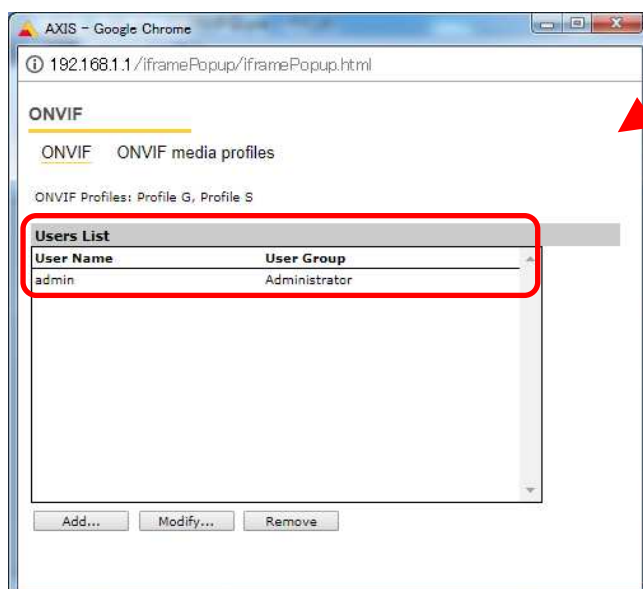 AXIS - Google Chrome
192.168.1.1/iframePopup/iframePopup.html
ONVIF
ONVIF ONVIF media profiles
ONVIF Profiles: Profile G, Profile S
Users List
User Name User Group
admin Administrator
Add... Modify... Remove